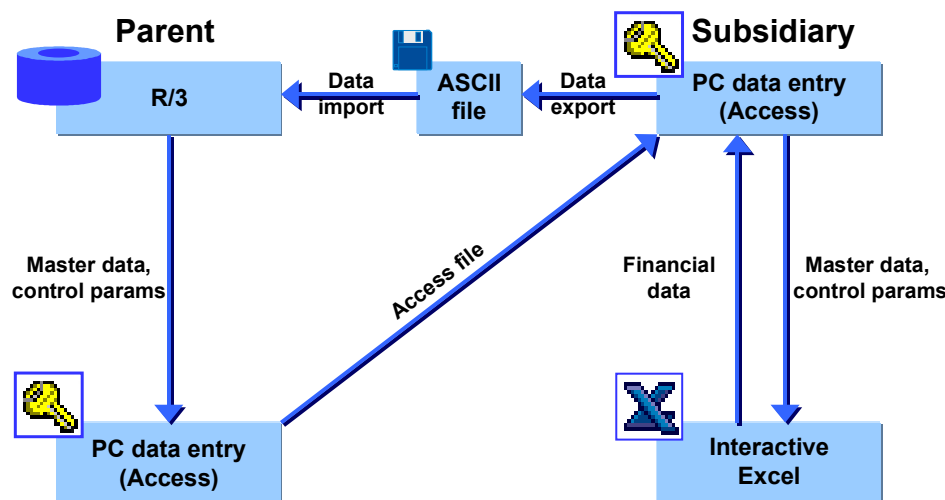 Parent
Subsidiary
R/3
Data
import
ASCII
file
Data
export
PC data entry
(Access)
Master data,
control params
Access file
Financial
data
Master data,
control params
PC data entry
(Access)
Interactive
Excel